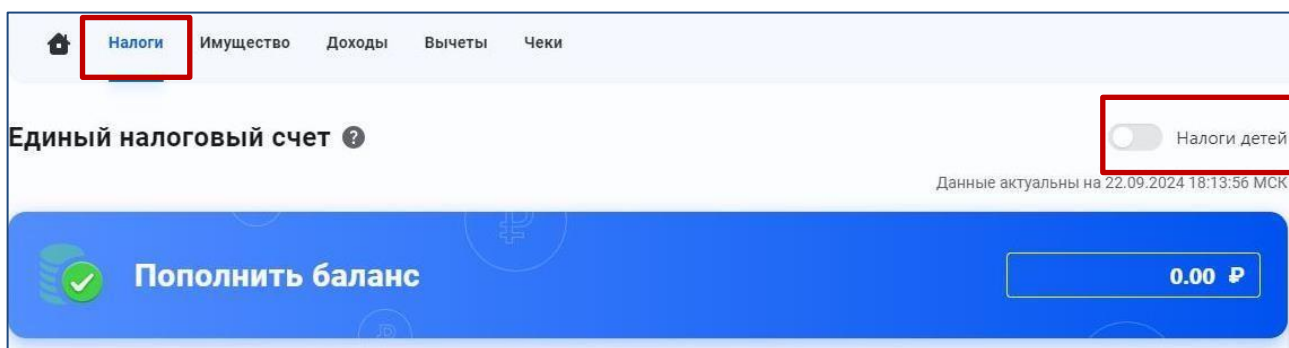 Налоги Имущество Доходы Вычеты Чеки
Единый налоговый счет ?
Налоги детей
Данные актуальны на 22.09.2024 18:13:56 МСК
Пополнить баланс
0.00 ₽